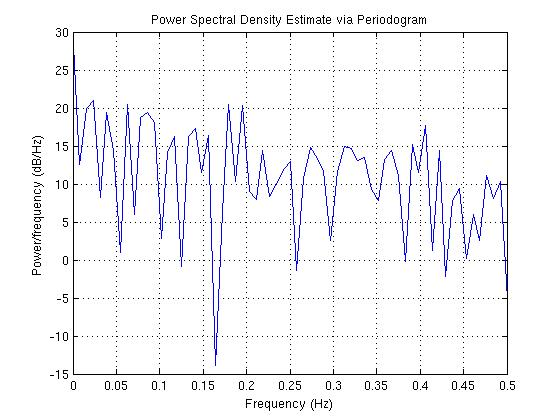 Power Spectral Density Estimate via Periodogram
30
25
20
15
10
5
0
-5
-10
-15
Power/frequency (dB/Hz)
0 0.05 0.1 0.15 0.2 0.25 0.3 0.35 0.4 0.45 0.5
Frequency (Hz)